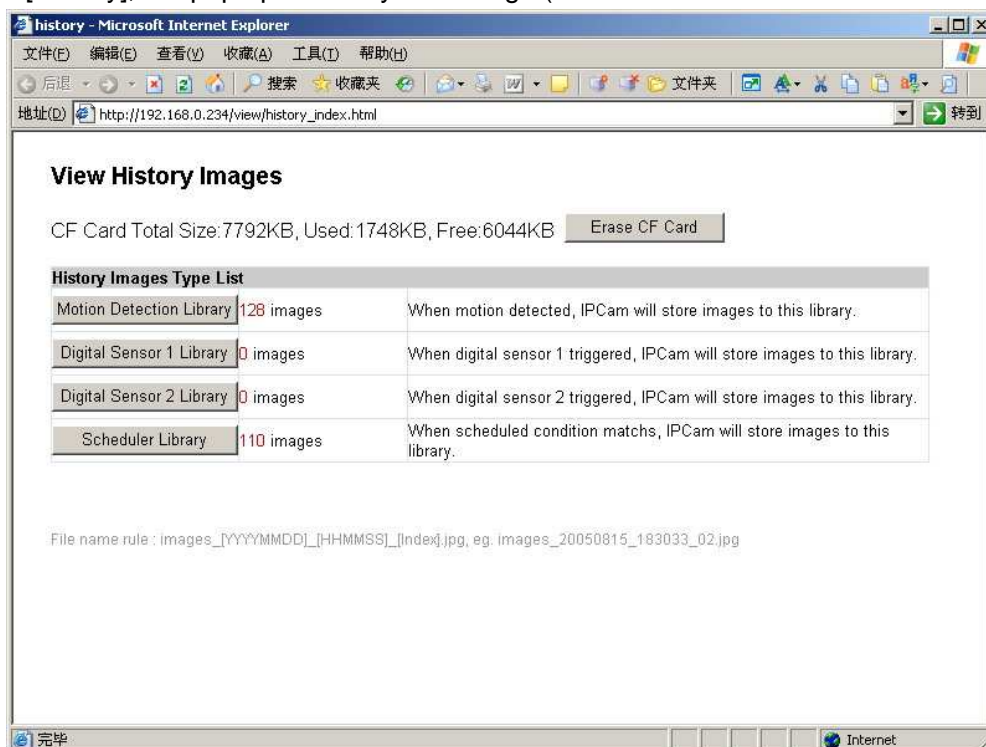 history - Microsoft Internet Explorer
文件(F) 编辑(E) 查看(V) 收藏(A) 工具(T) 帮助(H)
后退 搜索 收藏夹 文件夹
地址(D) http://192.168.0.234/view/history_index.html 转到
View History Images
CF Card Total Size:7792KB, Used:1748KB, Free:6044KB Erase CF Card
History Images Type List
Motion Detection Library 128 images When motion detected, IPCam will store images to this library.
Digital Sensor 1 Library 0 images When digital sensor 1 triggered, IPCam will store images to this library.
Digital Sensor 2 Library 0 images When digital sensor 2 triggered, IPCam will store images to this library.
Scheduler Library 110 images When scheduled condition matchs, IPCam will store images to this
library.
File name rule : images_[YYYYMMDD]_[HHMMSS]_[Index].jpg, eg. images_20050815_183033_02.jpg
完毕 Internet